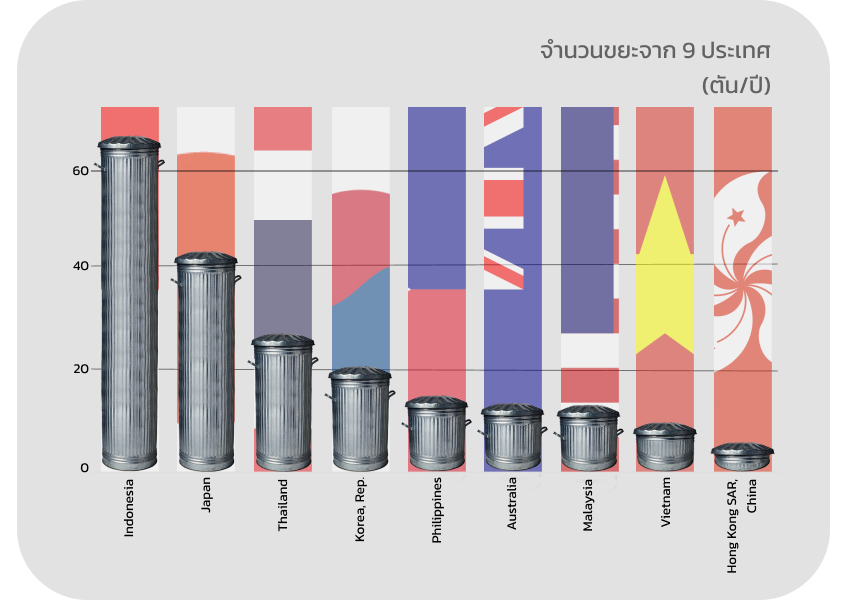 จำนวนขยะจาก 9 ประเทศ
(ตัน/ปี)
60
40
20
0
Indonesia
Japan
Thailand
Korea, Rep.
Philippines
Australia
Malaysia
Vietnam
Hong Kong SAR,
China